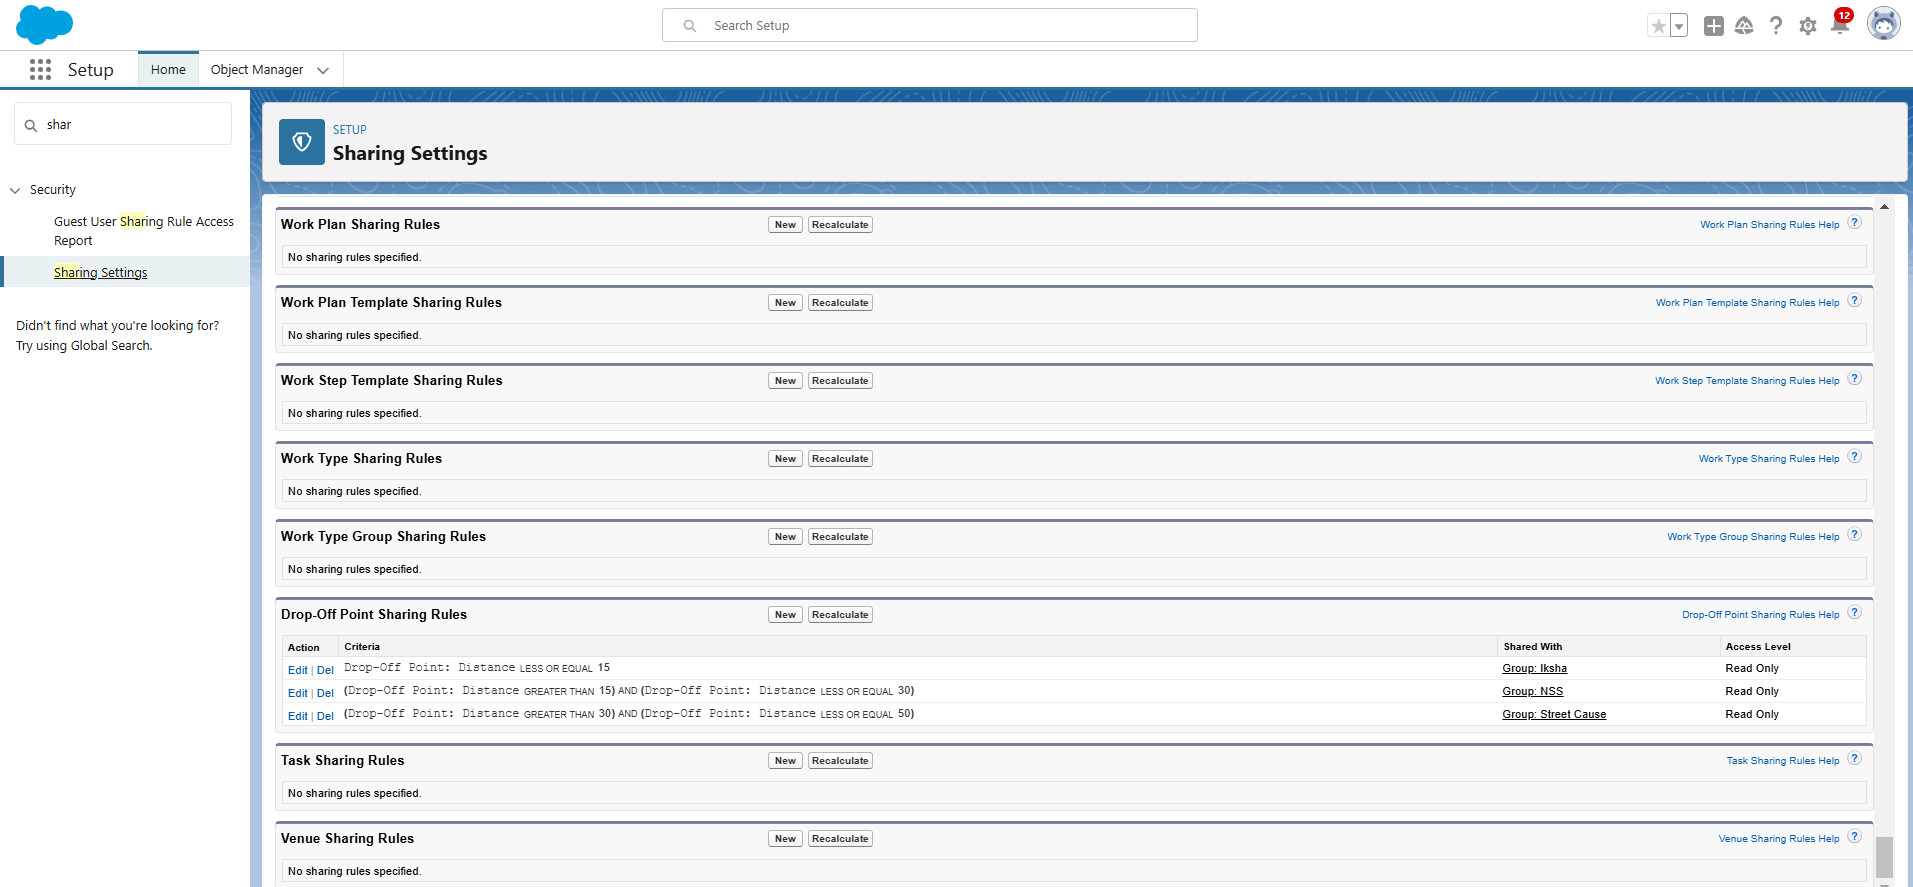 Search Setup
12
Setup
Home
Object Manager
shar
Security
Guest User Sharing Rule Access
Report
Sharing Settings
Didn't find what you're looking for?
Try using Global Search.
SETUP
Sharing Settings
Work Plan Sharing Rules New Recalculate Work Plan Sharing Rules Help ?
No sharing rules specified.
Work Plan Template Sharing Rules New Recalculate Work Plan Template Sharing Rules Help ?
No sharing rules specified.
Work Step Template Sharing Rules New Recalculate Work Step Template Sharing Rules Help ?
No sharing rules specified.
Work Type Sharing Rules New Recalculate Work Type Sharing Rules Help ?
No sharing rules specified.
Work Type Group Sharing Rules New Recalculate Work Type Group Sharing Rules Help ?
No sharing rules specified.
Drop-Off Point Sharing Rules New Recalculate Drop-Off Point Sharing Rules Help ?
Action Criteria Shared With Access Level
Edit | Del Drop-Off Point: Distance LESS OR EQUAL 15 Group: Iksha Read Only
Edit | Del (Drop-Off Point: Distance GREATER THAN 15) AND (Drop-Off Point: Distance LESS OR EQUAL 30) Group: NSS Read Only
Edit | Del (Drop-Off Point: Distance GREATER THAN 30) AND (Drop-Off Point: Distance LESS OR EQUAL 50) Group: Street Cause Read Only
Task Sharing Rules New Recalculate Task Sharing Rules Help ?
No sharing rules specified.
Venue Sharing Rules New Recalculate Venue Sharing Rules Help ?
No sharing rules specified.